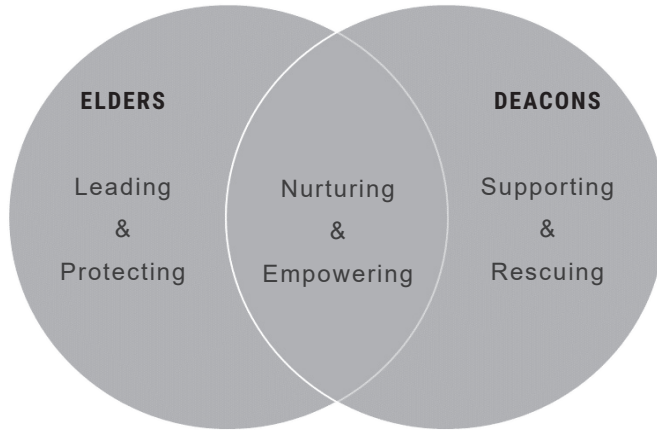 ELDERS
Leading
&
Protecting
Nurturing
&
Empowering
DEACONS
Supporting
&
Rescuing